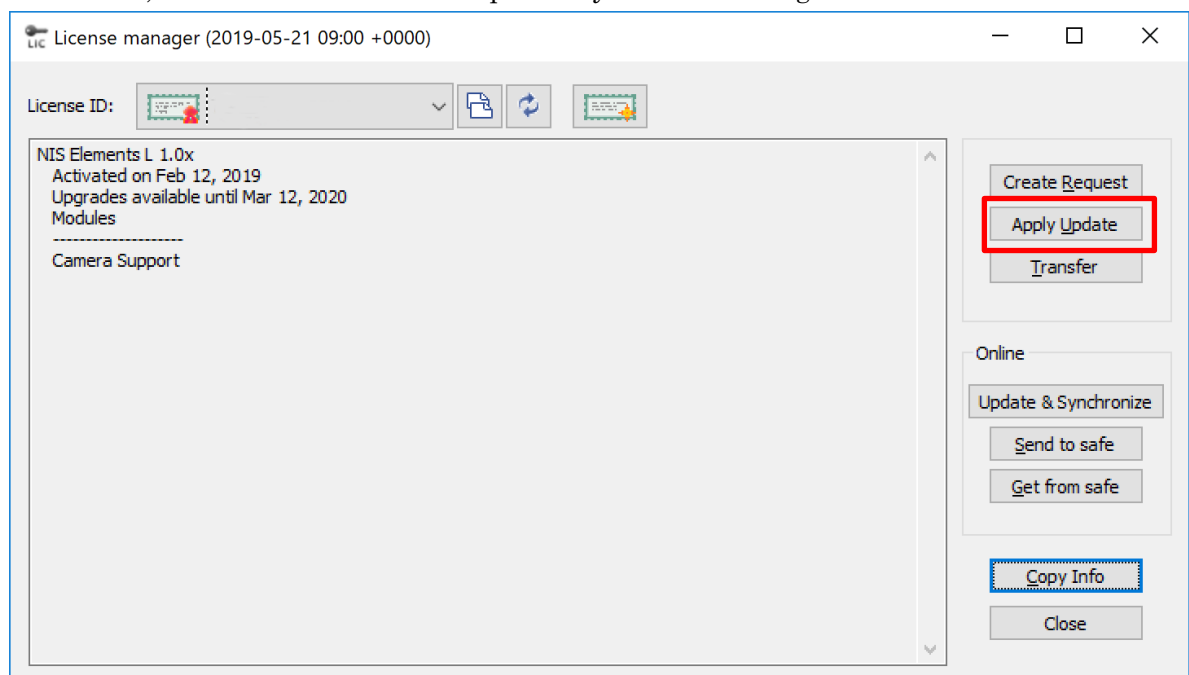 License manager (2019-05-21 09:00 +0000)
LIC
License ID:
NIS Elements L 1.0x
Activated on Feb 12, 2019
Upgrades available until Mar 12, 2020
Modules
--------------------
Camera Support
Create Request
Apply Update
Transfer
Online
Update & Synchronize
Send to safe
Get from safe
Copy Info
Close